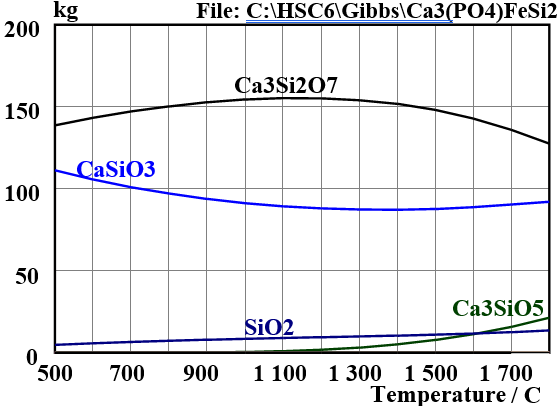 kg File: C:\HSC6\Gibbs\Ca3(PO4)FeSi2
200
Ca3Si2O7
150
CaSiO3
100
50
Ca3SiO5
SiO2
0
500 700 900 1 100 1 300 1 500 1 700
Temperature / C